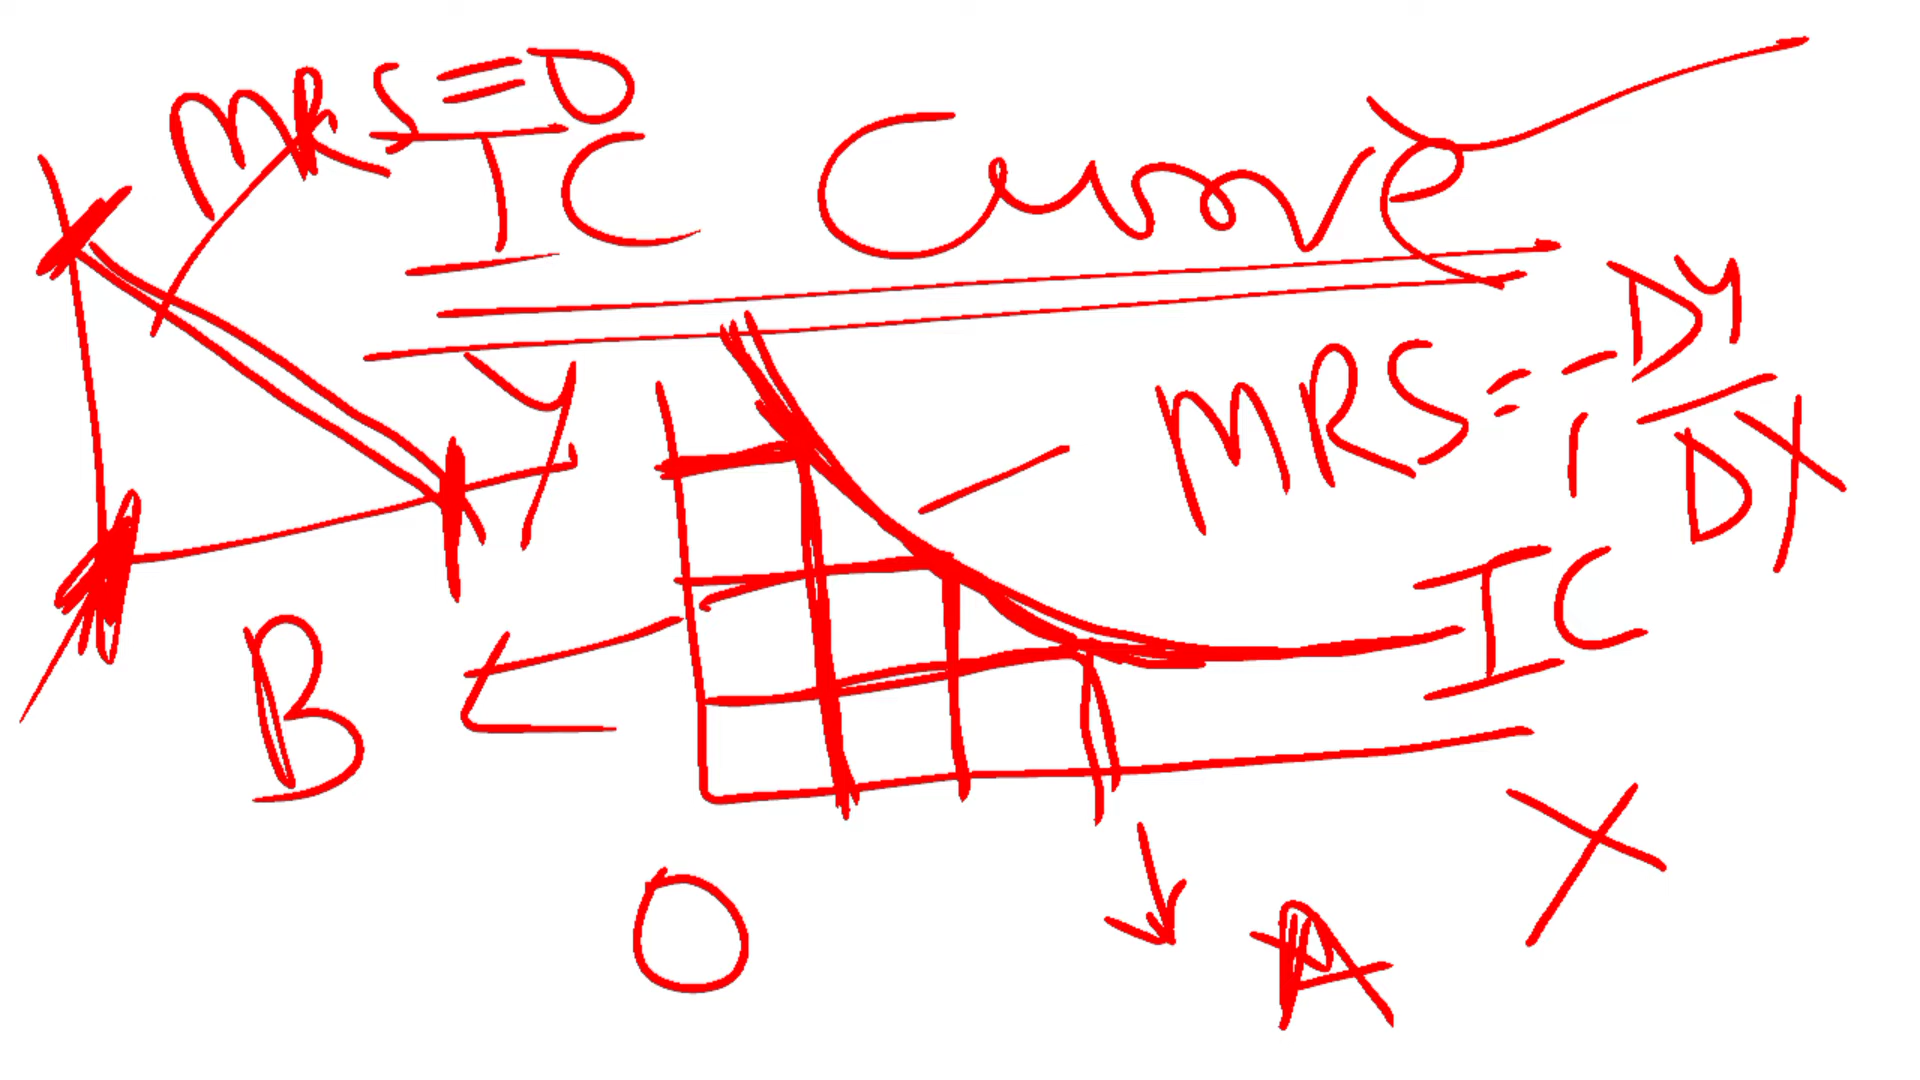 MRS=0
IC Curve
Y
MRS = - DY
DX
IC
B
X
O
A